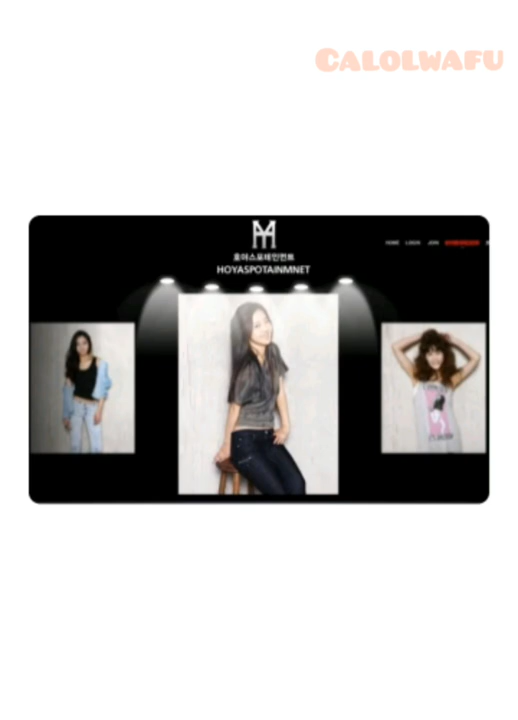 CALOLWAFU
호야스포테인먼트
HOYASPOTAINMNET
HOME LOGIN JOIN